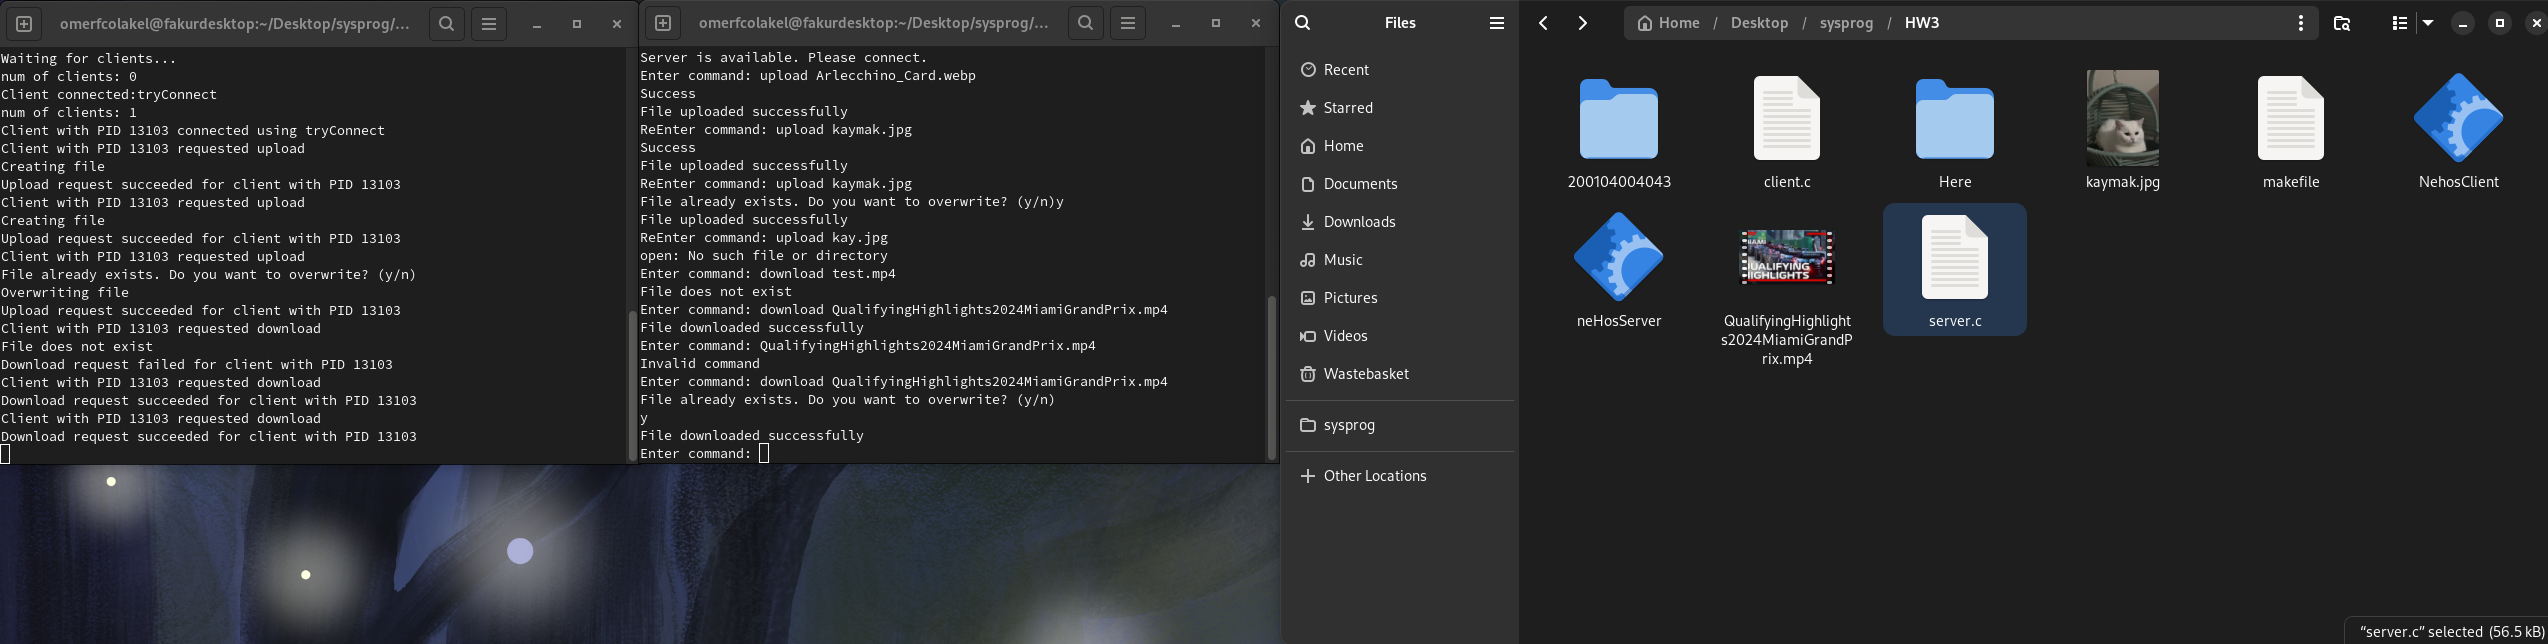 omerfcolakel@fakurdesktop:~/Desktop/sysprog/...
Waiting for clients...
num of clients: 0
Client connected:tryConnect
num of clients: 1
Client with PID 13103 connected using tryConnect
Client with PID 13103 requested upload
Creating file
Upload request succeeded for client with PID 13103
Client with PID 13103 requested upload
Creating file
Upload request succeeded for client with PID 13103
Client with PID 13103 requested upload
File already exists. Do you want to overwrite? (y/n)
Overwriting file
Upload request succeeded for client with PID 13103
Client with PID 13103 requested download
File does not exist
Download request failed for client with PID 13103
Client with PID 13103 requested download
Download request succeeded for client with PID 13103
Client with PID 13103 requested download
Download request succeeded for client with PID 13103
omerfcolakel@fakurdesktop:~/Desktop/sysprog/...
Server is available. Please connect.
Enter command: upload Arlecchino_Card.webp
Success
File uploaded successfully
ReEnter command: upload kaymak.jpg
Success
File uploaded successfully
ReEnter command: upload kaymak.jpg
File already exists. Do you want to overwrite? (y/n)y
File uploaded successfully
ReEnter command: upload kay.jpg
open: No such file or directory
Enter command: download test.mp4
File does not exist
Enter command: download QualifyingHighlights2024MiamiGrandPrix.mp4
File downloaded successfully
Enter command: QualifyingHighlights2024MiamiGrandPrix.mp4
Invalid command
Enter command: download QualifyingHighlights2024MiamiGrandPrix.mp4
File already exists. Do you want to overwrite? (y/n)
y
File downloaded successfully
Enter command:
Files
Recent
Starred
Home
Documents
Downloads
Music
Pictures
Videos
Wastebasket
sysprog
Other Locations
Home / Desktop / sysprog / HW3
200104004043
client.c
Here
kaymak.jpg
makefile
NehosClient
neHosServer
QUALIFYING
HIGHLIGHTS
QualifyingHighlight
s2024MiamiGrandP
rix.mp4
server.c
“server.c” selected (56.5 kB)